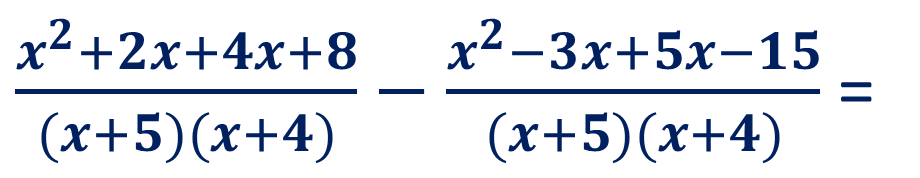 x²+2x+4x+8 / (x+5)(x+4) − x²−3x+5x−15 / (x+5)(x+4) =